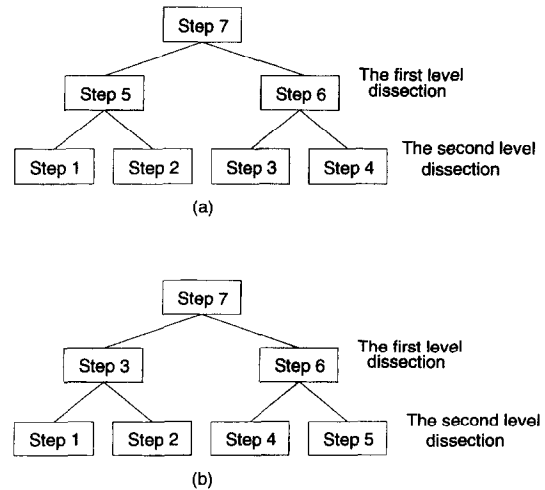 Step 7
Step 5
Step 6
The first level
dissection
Step 1
Step 2
Step 3
Step 4
The second level
dissection
(a)
Step 7
Step 3
Step 6
The first level
dissection
Step 1
Step 2
Step 4
Step 5
The second level
dissection
(b)